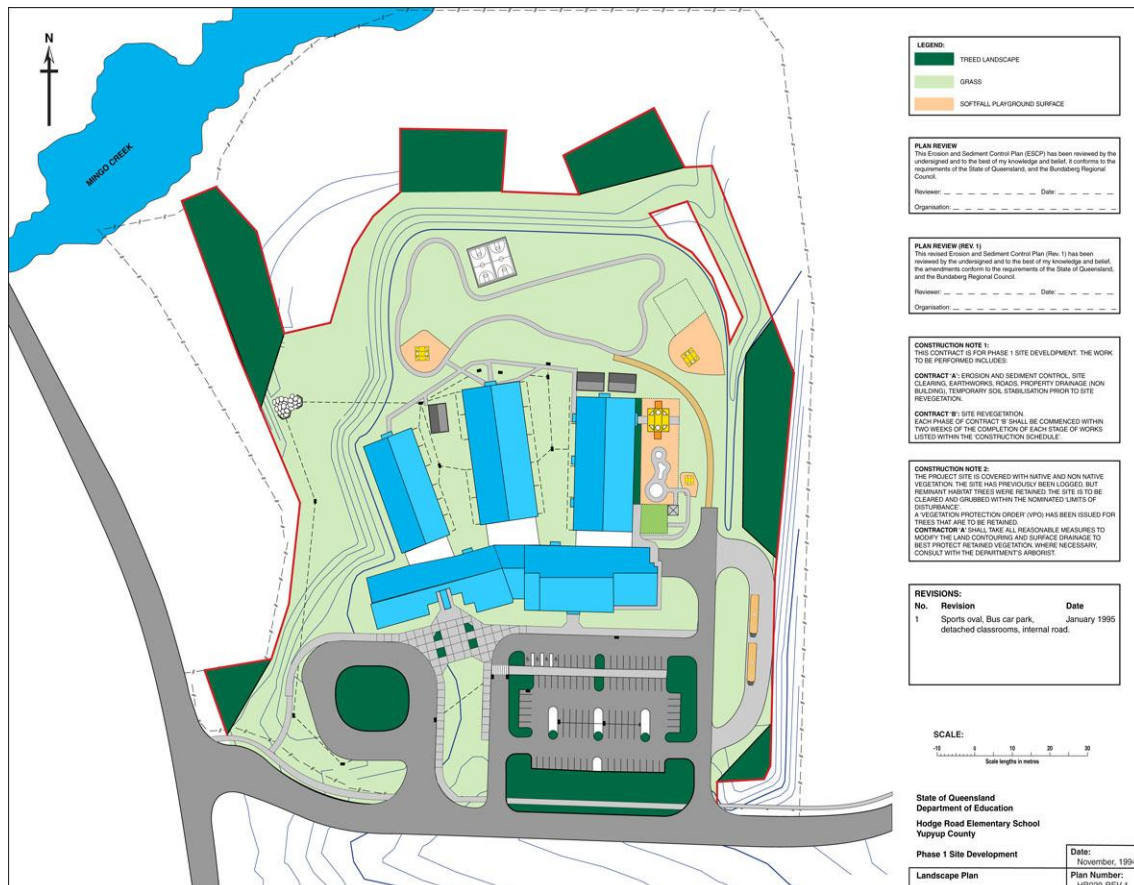 N
MINGO CREEK
LEGEND:
TREED LANDSCAPE
GRASS
SOFTFALL PLAYGROUND SURFACE
PLAN REVIEW
This Erosion and Sediment Control Plan (ESCP) has been reviewed by the
undersigned and to the best of my knowledge and belief, it conforms to the
requirements of the State of Queensland, and the Bundaberg Regional
Council.
Reviewer: Date:
Organisation:
PLAN REVIEW (REV. 1)
This revised Erosion and Sediment Control Plan (Rev. 1) has been
reviewed by the undersigned and to the best of my knowledge and belief,
the amendments conform to the requirements of the State of Queensland,
and the Bundaberg Regional Council.
Reviewer: Date:
Organisation:
CONSTRUCTION NOTE 1:
THIS CONTRACT IS FOR PHASE 1 SITE DEVELOPMENT. THE WORK
TO BE PERFORMED INCLUDES:
CONTRACT 'A': EROSION AND SEDIMENT CONTROL, SITE
CLEARING, EARTHWORKS, ROADS, PROPERTY DRAINAGE (NON
BUILDING), TEMPORARY SOIL STABILISATION PRIOR TO SITE
REVEGETATION.
CONTRACT 'B': SITE REVEGETATION.
EACH PHASE OF CONTRACT 'B' SHALL BE COMMENCED WITHIN
TWO WEEKS OF THE COMPLETION OF EACH STAGE OF WORKS
LISTED WITHIN THE 'CONSTRUCTION SCHEDULE'.
CONSTRUCTION NOTE 2:
THE PROJECT SITE IS COVERED WITH NATIVE AND NON NATIVE
VEGETATION. THE SITE HAS PREVIOUSLY BEEN LOGGED, BUT
REMINANT HABITAT TREES WERE RETAINED. THE SITE IS TO BE
CLEARED AND GRUBBED WITHIN THE NOMINATED 'LIMITS OF
DISTURBANCE'.
A 'VEGETATION PROTECTION ORDER' (VPO) HAS BEEN ISSUED FOR
TREES THAT ARE TO BE RETAINED.
CONTRACTOR 'A' SHALL TAKE ALL REASONABLE MEASURES TO
MODIFY THE LAND CONTOURING AND SURFACE DRAINAGE TO
BEST PROTECT RETAINED VEGETATION. WHERE NECESSARY,
CONSULT WITH THE DEPARTMENT'S ARBORIST.
REVISIONS:
No. Revision Date
1 Sports oval, Bus car park, January 1995
detached classrooms, internal road.
SCALE:
-10 0 10 20 30
Scale lengths in metres
State of Queensland
Department of Education
Hodge Road Elementary School
Yupyup County
Phase 1 Site Development
Date:
November, 1994
Landscape Plan
Plan Number: